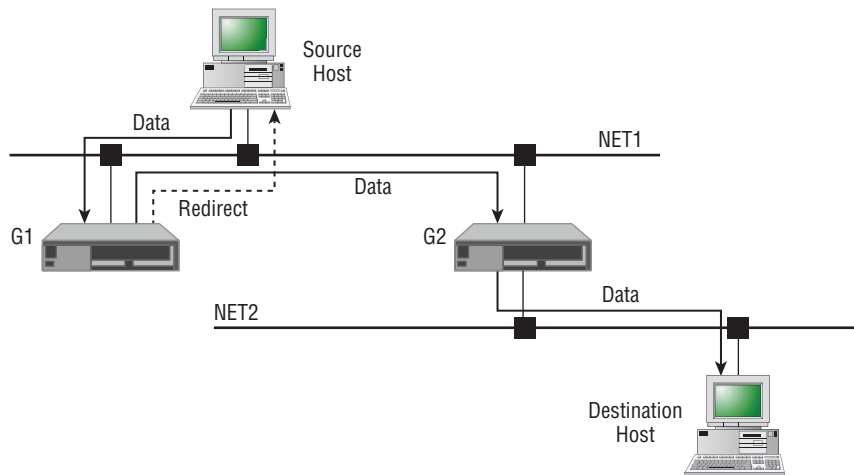 Source
Host
Data
NET1
Data
Redirect
G1
G2
Data
NET2
Destination
Host